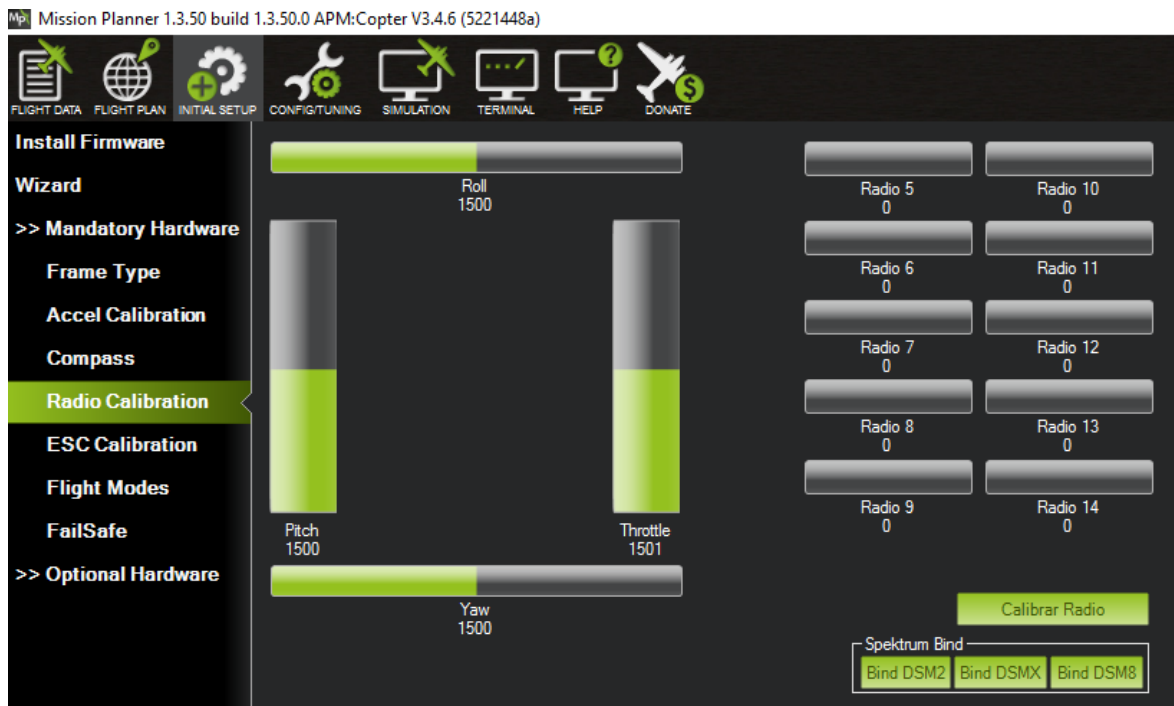 Mission Planner 1.3.50 build 1.3.50.0 APM:Copter V3.4.6 (5221448a)
FLIGHT DATA FLIGHT PLAN INITIAL SETUP CONFIG/TUNING SIMULATION TERMINAL HELP DONATE
Install Firmware
Wizard
>> Mandatory Hardware
Frame Type
Accel Calibration
Compass
Radio Calibration
ESC Calibration
Flight Modes
FailSafe
>> Optional Hardware
Roll
1500
Pitch
1500
Throttle
1501
Yaw
1500
Radio 5
0
Radio 10
0
Radio 6
0
Radio 11
0
Radio 7
0
Radio 12
0
Radio 8
0
Radio 13
0
Radio 9
0
Radio 14
0
Calibrar Radio
Spektrum Bind
Bind DSM2 Bind DSMX Bind DSM8